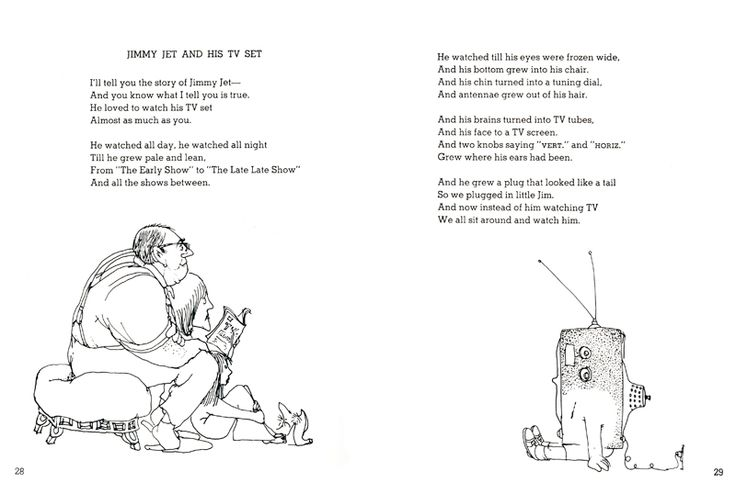 JIMMY JET AND HIS TV SET
I'll tell you the story of Jimmy Jet—
And you know what I tell you is true.
He loved to watch his TV set
Almost as much as you.
He watched all day, he watched all night
Till he grew pale and lean,
From "The Early Show" to "The Late Late Show"
And all the shows between.
28
He watched till his eyes were frozen wide,
And his bottom grew into his chair.
And his chin turned into a tuning dial,
And antennae grew out of his hair.
And his brains turned into TV tubes,
And his face to a TV screen.
And two knobs saying "VERT." and "HORIZ."
Grew where his ears had been.
And he grew a plug that looked like a tail
So we plugged in little Jim.
And now instead of him watching TV
We all sit around and watch him.
29